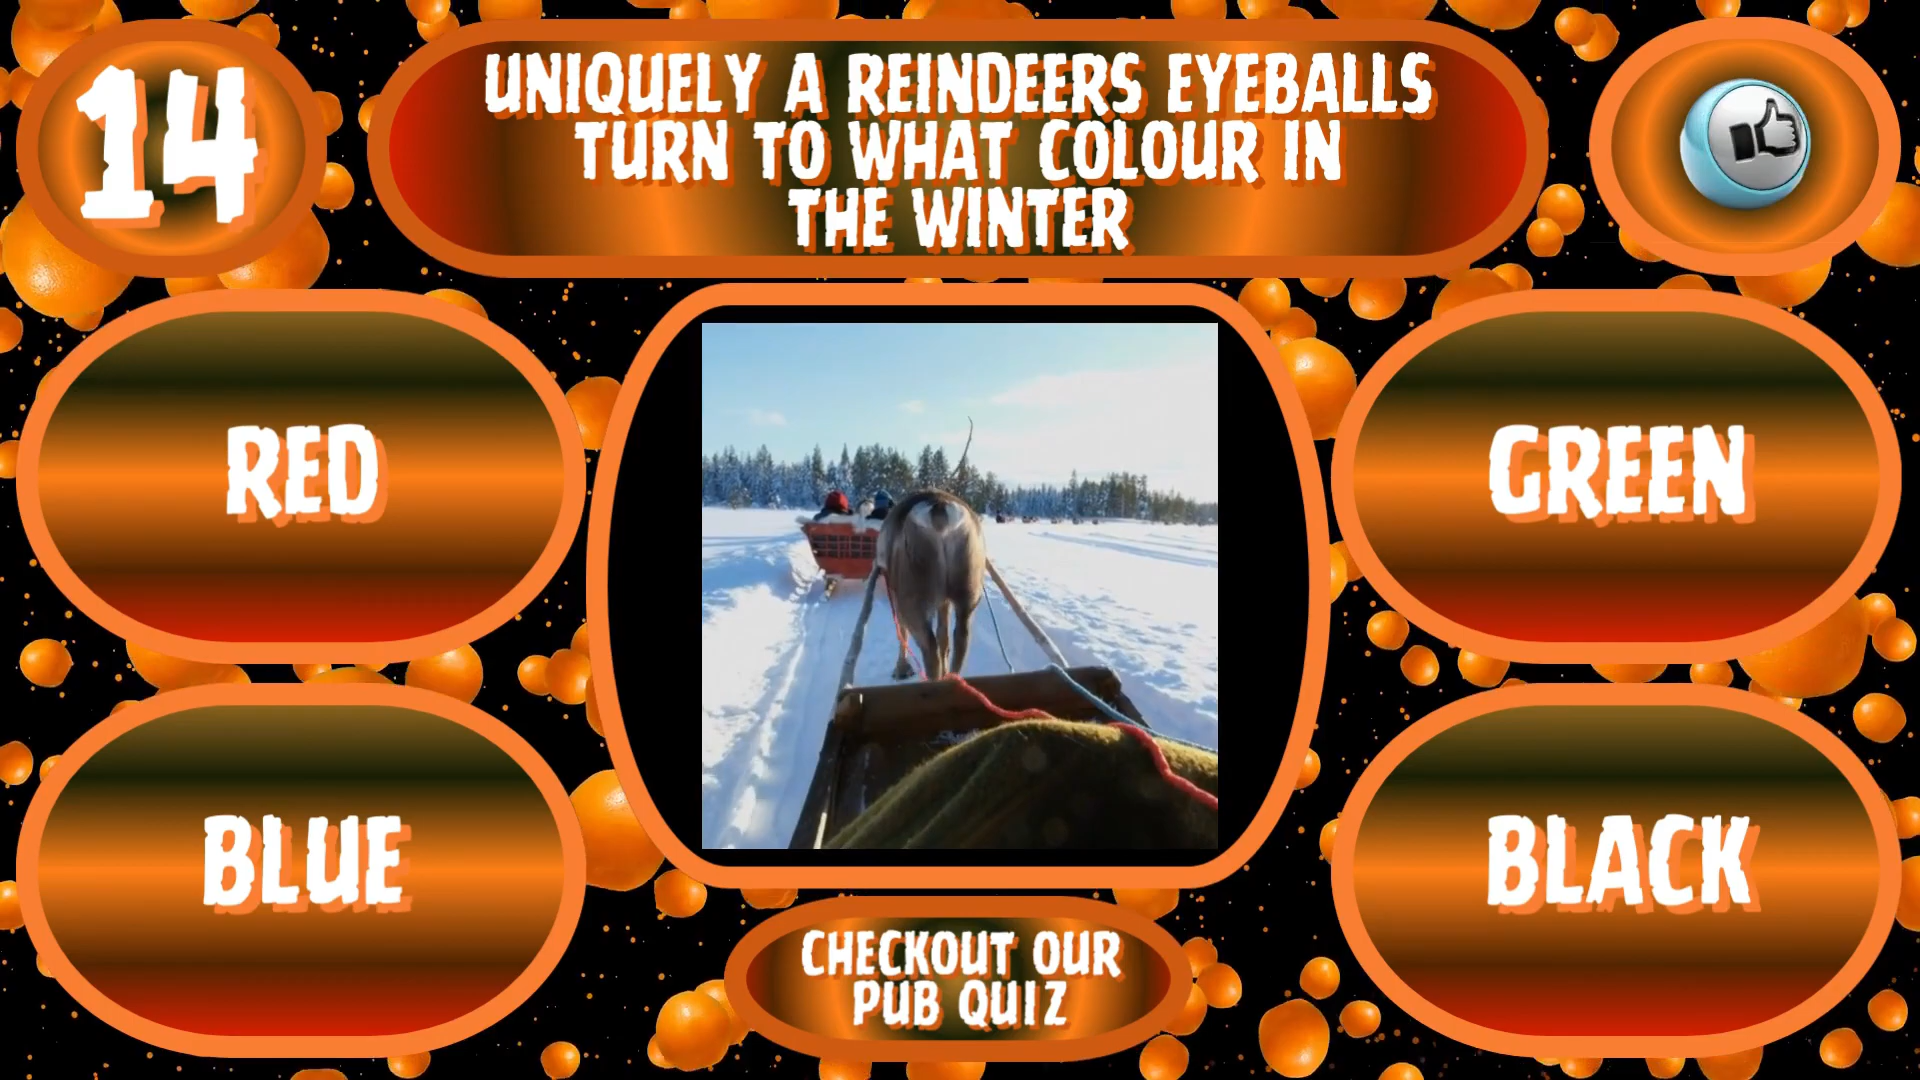 14
UNIQUELY A REINDEERS EYEBALLS
TURN TO WHAT COLOUR IN
THE WINTER
RED
GREEN
BLUE
BLACK
CHECKOUT OUR
PUB QUIZ